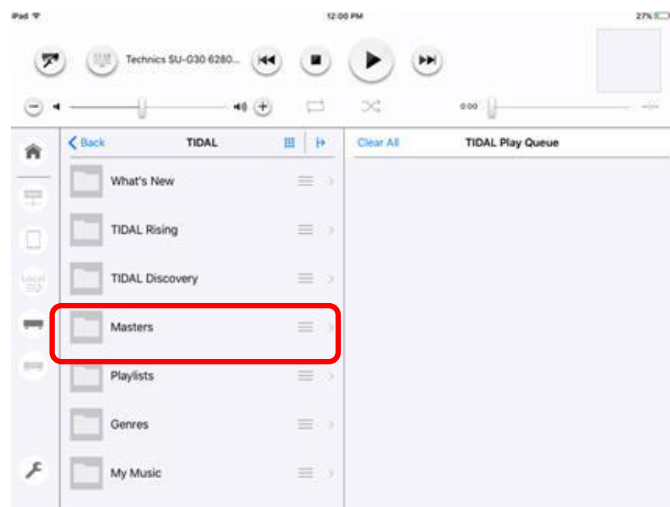 iPad 12:00 PM 27%
Technics SU-G30 6280...
0:00
Back TIDAL Clear All TIDAL Play Queue
What's New
TIDAL Rising
TIDAL Discovery
Local
Masters
Playlists
Genres
My Music